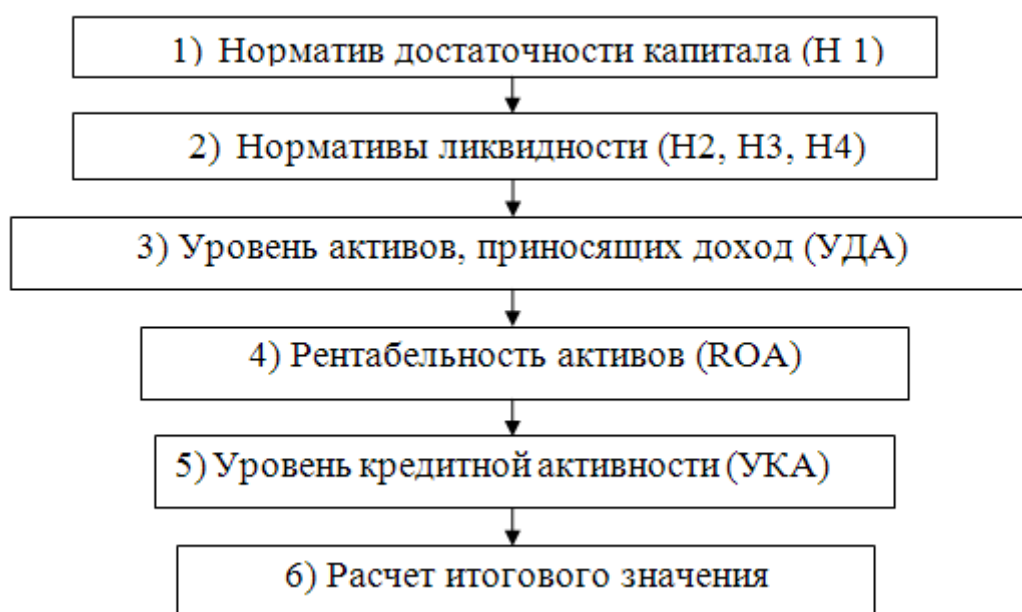 1) Норматив достаточности капитала (Н 1)
2) Нормативы ликвидности (Н2, Н3, Н4)
3) Уровень активов, приносящих доход (УДА)
4) Рентабельность активов (ROA)
5) Уровень кредитной активности (УКА)
6) Расчет итогового значения